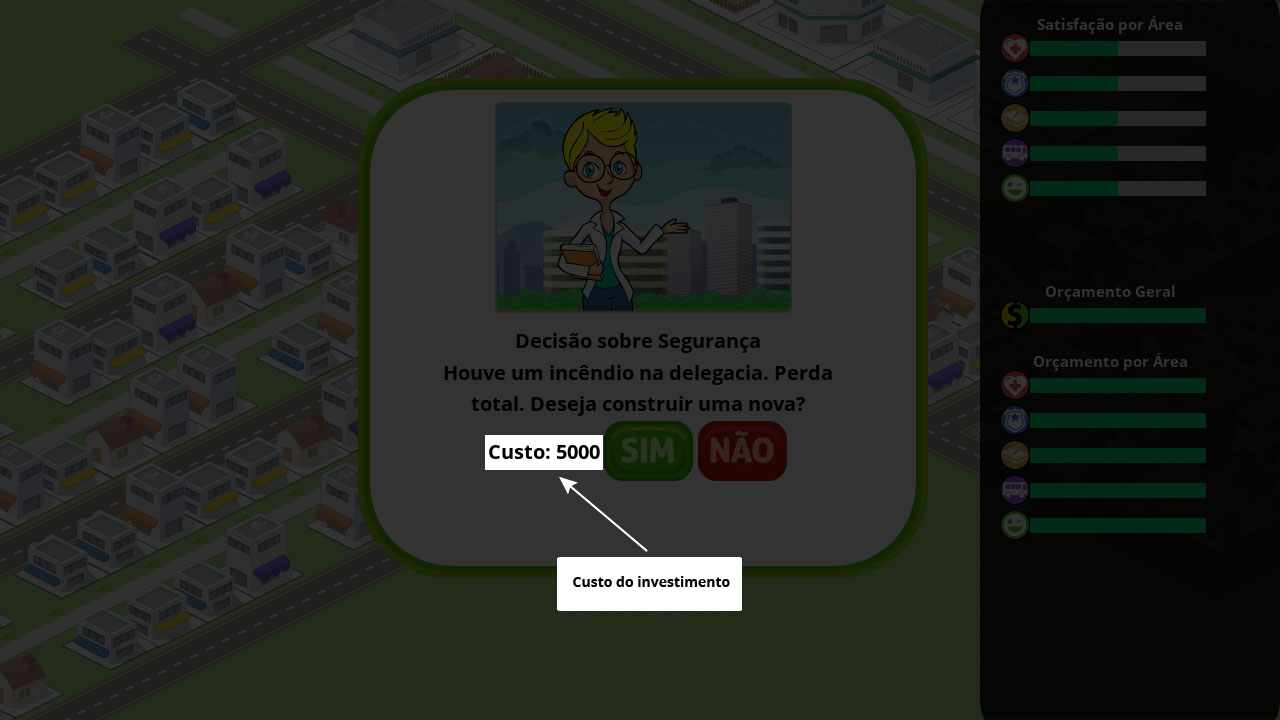 Satisfação por Área
Decisão sobre Segurança
Houve um incêndio na delegacia. Perda
total. Deseja construir uma nova?
Custo: 5000
SIM
NÃO
Custo do investimento
Orçamento Geral
$
Orçamento por Área